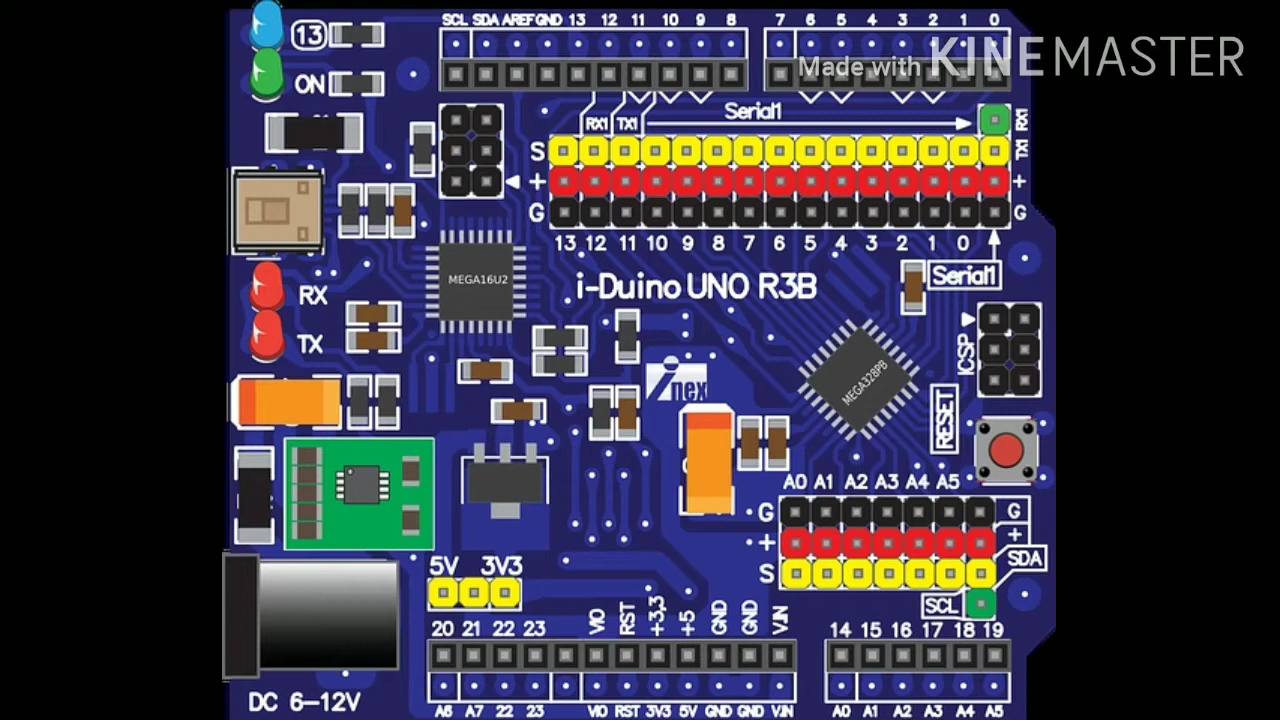 SCL SDA AREF GND 13 12 11 10 9 8 7 6 5 4 3 2 1 0
Made with KINEMASTER
13
ON
RX1 TX1 Serial1
RX1
TX1
S
+ +
G G
13 12 11 10 9 8 7 6 5 4 3 2 1 0
MEGA16U2
i-Duino UNO R3B
Serial1
RX
TX
ICSP
MEGA328PB
inex
RESET
A0 A1 A2 A3 A4 A5
G G
+ +
S SDA
SCL
5V 3V3
20 21 22 23 VIO RST +3.3 +5 GND GND VIN
14 15 16 17 18 19
DC 6-12V
A6 A7 22 23 VIO RST 3V3 5V GND GND VIN A0 A1 A2 A3 A4 A5